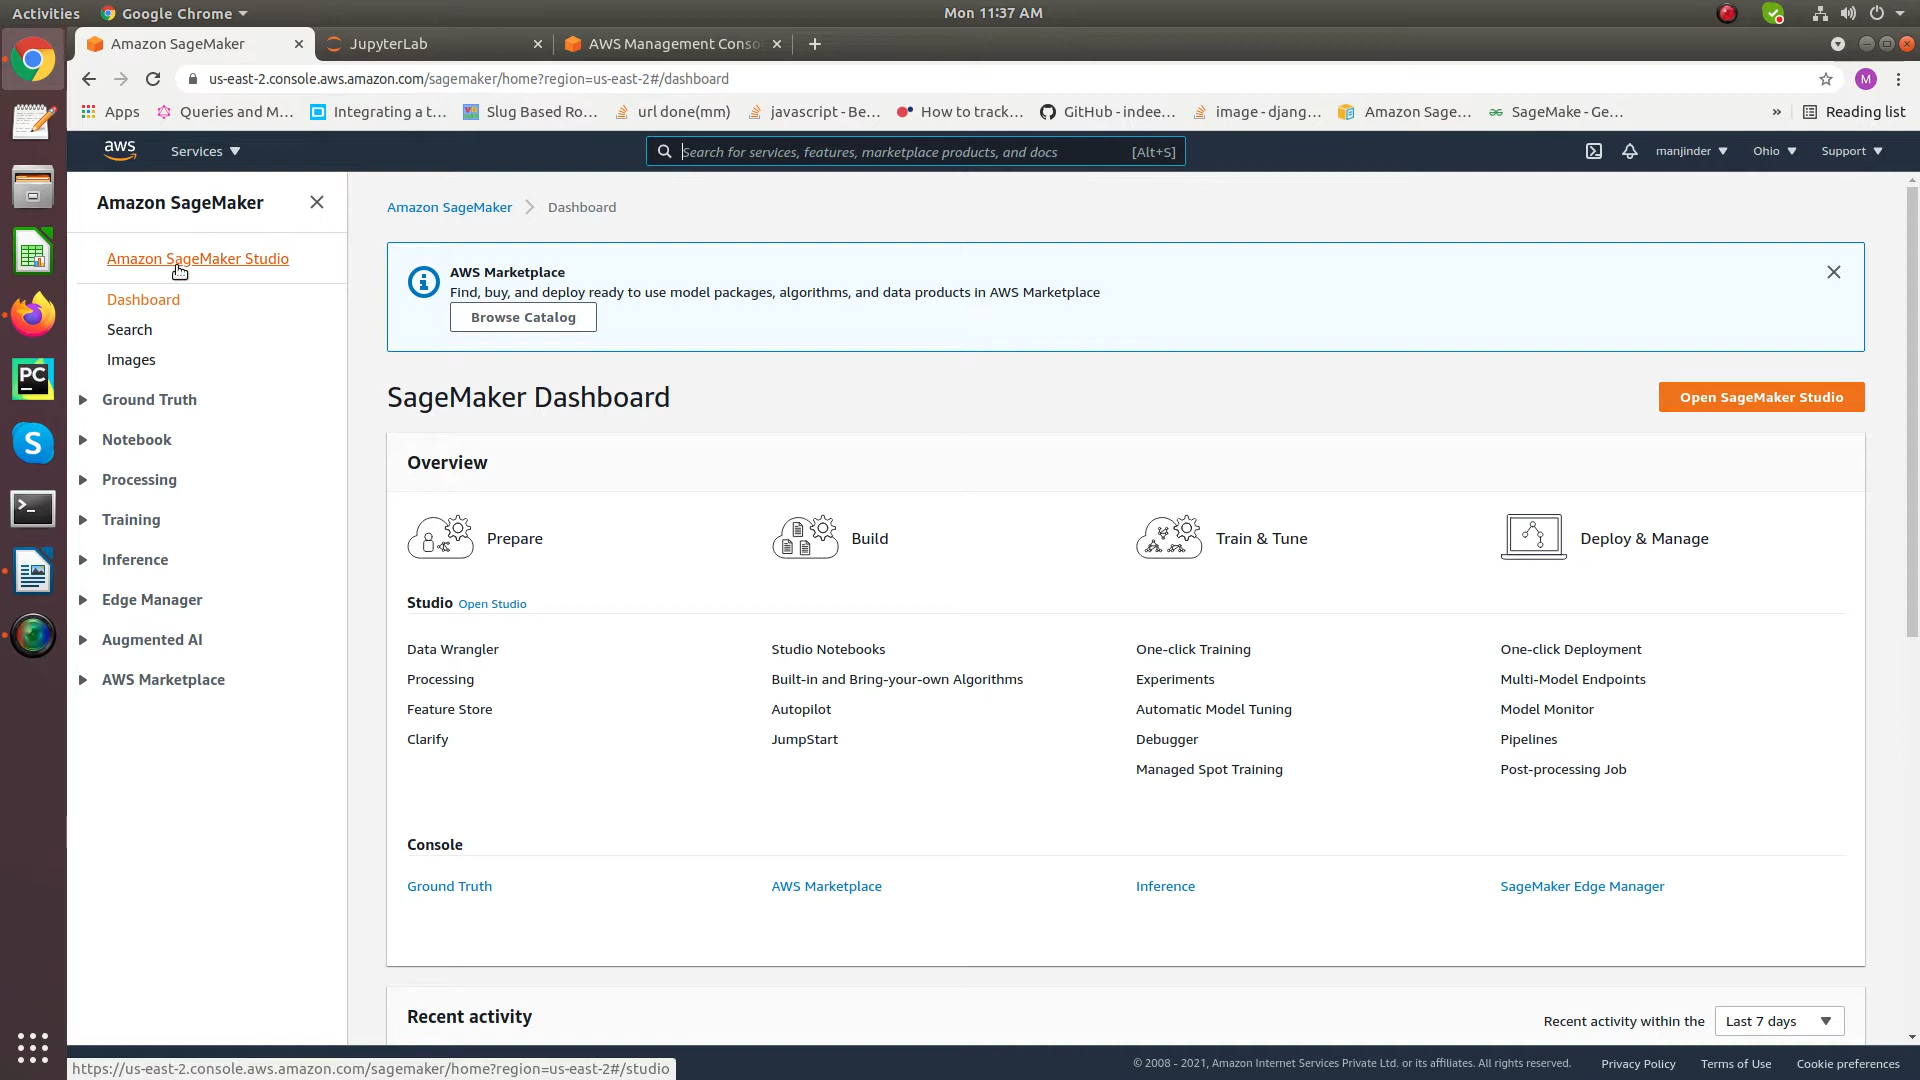 Activities Google Chrome Mon 11:37 AM
Amazon SageMaker JupyterLab AWS Management Conso
us-east-2.console.aws.amazon.com/sagemaker/home?region=us-east-2#/dashboard M
Apps Queries and M... Integrating a t... Slug Based Ro... url done(mm) javascript - Be... How to track... GitHub - indee... image - djang... Amazon Sage... SageMake - Ge... » Reading list
aws Services Search for services, features, marketplace products, and docs [Alt+S] manjinder Ohio Support
Amazon SageMaker
Amazon SageMaker Studio
Dashboard
Search
Images
Ground Truth
Notebook
Processing
Training
Inference
Edge Manager
Augmented AI
AWS Marketplace
Amazon SageMaker Dashboard
AWS Marketplace
Find, buy, and deploy ready to use model packages, algorithms, and data products in AWS Marketplace
Browse Catalog
SageMaker Dashboard Open SageMaker Studio
Overview
Prepare Build Train & Tune Deploy & Manage
Studio Open Studio
Data Wrangler Studio Notebooks One-click Training One-click Deployment
Processing Built-in and Bring-your-own Algorithms Experiments Multi-Model Endpoints
Feature Store Autopilot Automatic Model Tuning Model Monitor
Clarify JumpStart Debugger Pipelines
Managed Spot Training Post-processing Job
Console
Ground Truth AWS Marketplace Inference SageMaker Edge Manager
Recent activity Recent activity within the Last 7 days
https://us-east-2.console.aws.amazon.com/sagemaker/home?region=us-east-2#/studio © 2008 - 2021, Amazon Internet Services Private Ltd. or its affiliates. All rights reserved. Privacy Policy Terms of Use Cookie preferences
PC
S